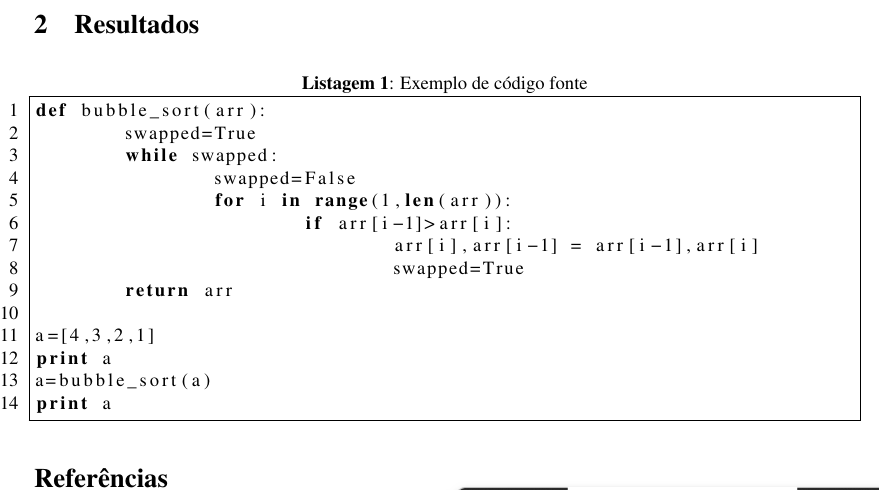 2 Resultados
Listagem 1: Exemplo de código fonte
1 def bubble_sort(arr):
2 swapped=True
3 while swapped:
4 swapped=False
5 for i in range(1,len(arr)):
6 if arr[i-1]>arr[i]:
7 arr[i],arr[i-1] = arr[i-1],arr[i]
8 swapped=True
9 return arr
10
11 a=[4,3,2,1]
12 print a
13 a=bubble_sort(a)
14 print a
Referências